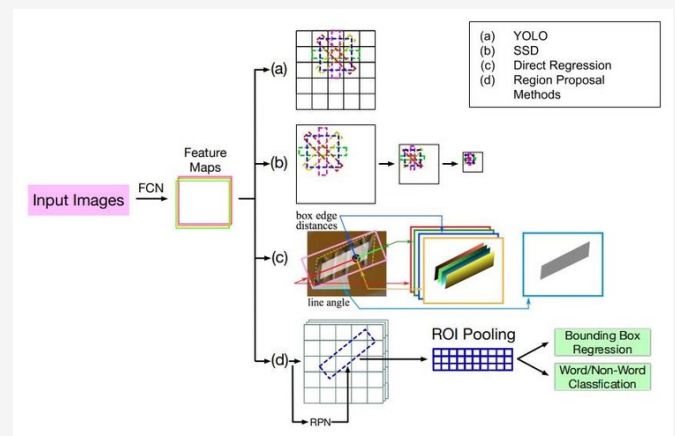 (a) YOLO
(b) SSD
(c) Direct Regression
(d) Region Proposal
Methods
(a)
Feature
Maps
(b)
Input Images
FCN
box edge
distances
(c)
line angle
(d)
ROI Pooling
Bounding Box
Regression
Word/Non-Word
Classfication
RPN